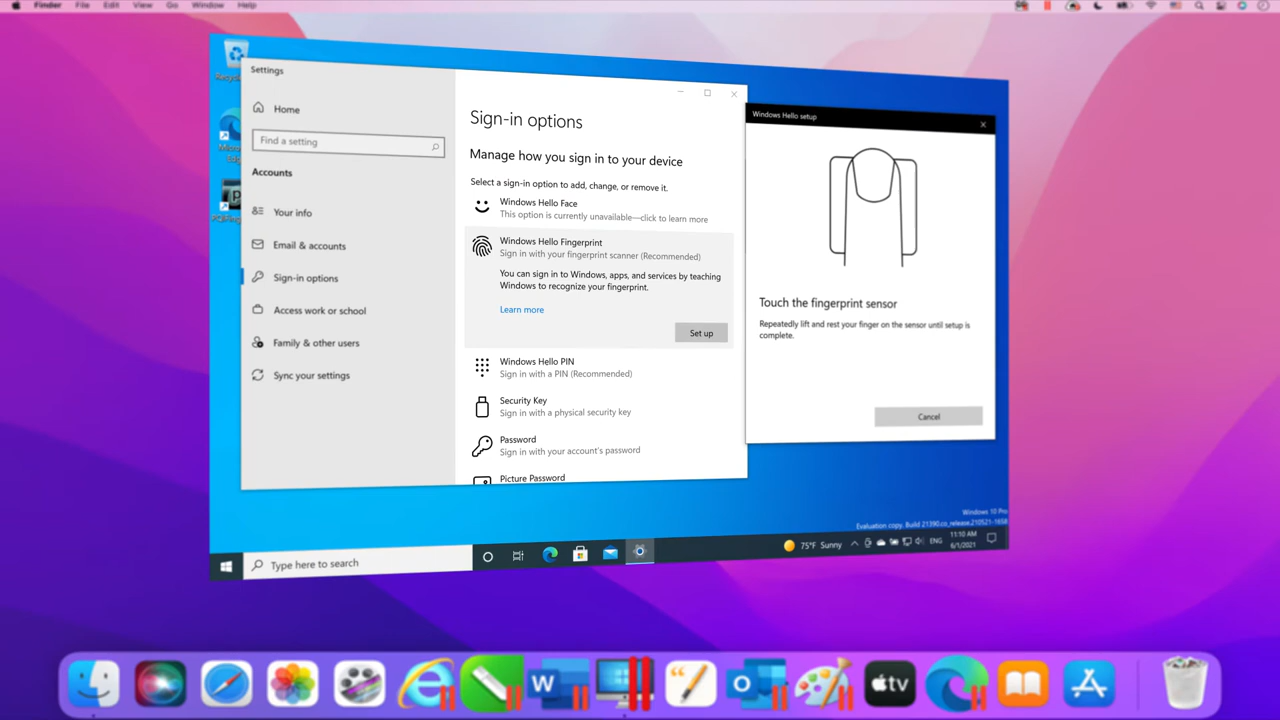 Finder File Edit View Go Window Help
Settings
Home
Find a setting
Accounts
Your info
Email & accounts
Sign-in options
Access work or school
Family & other users
Sync your settings
Sign-in options
Manage how you sign in to your device
Select a sign-in option to add, change, or remove it.
Windows Hello Face
This option is currently unavailable—click to learn more
Windows Hello Fingerprint
Sign in with your fingerprint scanner (Recommended)
You can sign in to Windows, apps, and services by teaching
Windows to recognize your fingerprint.
Learn more
Set up
Windows Hello PIN
Sign in with a PIN (Recommended)
Security Key
Sign in with a physical security key
Password
Sign in with your account's password
Picture Password
Windows Hello setup
Touch the fingerprint sensor
Repeatedly lift and rest your finger on the sensor until setup is
complete.
Cancel
Windows 10 Pro
Evaluation copy. Build 21390.co_release.210521-1658
Type here to search
75°F Sunny
ENG
11:10 AM
6/1/2021
W
O
tv